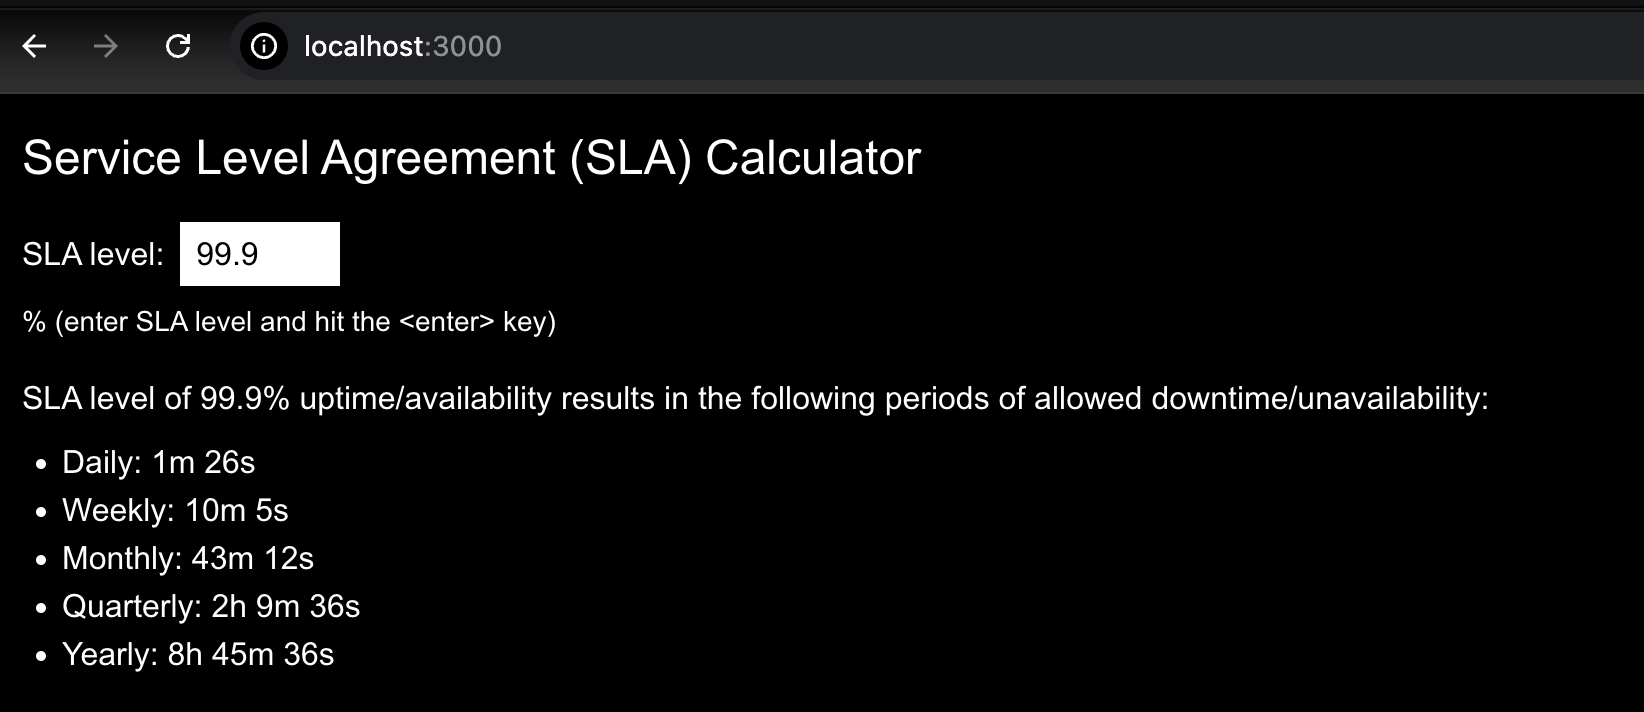 localhost:3000
Service Level Agreement (SLA) Calculator
SLA level: 99.9
% (enter SLA level and hit the <enter> key)
SLA level of 99.9% uptime/availability results in the following periods of allowed downtime/unavailability:
• Daily: 1m 26s
• Weekly: 10m 5s
• Monthly: 43m 12s
• Quarterly: 2h 9m 36s
• Yearly: 8h 45m 36s